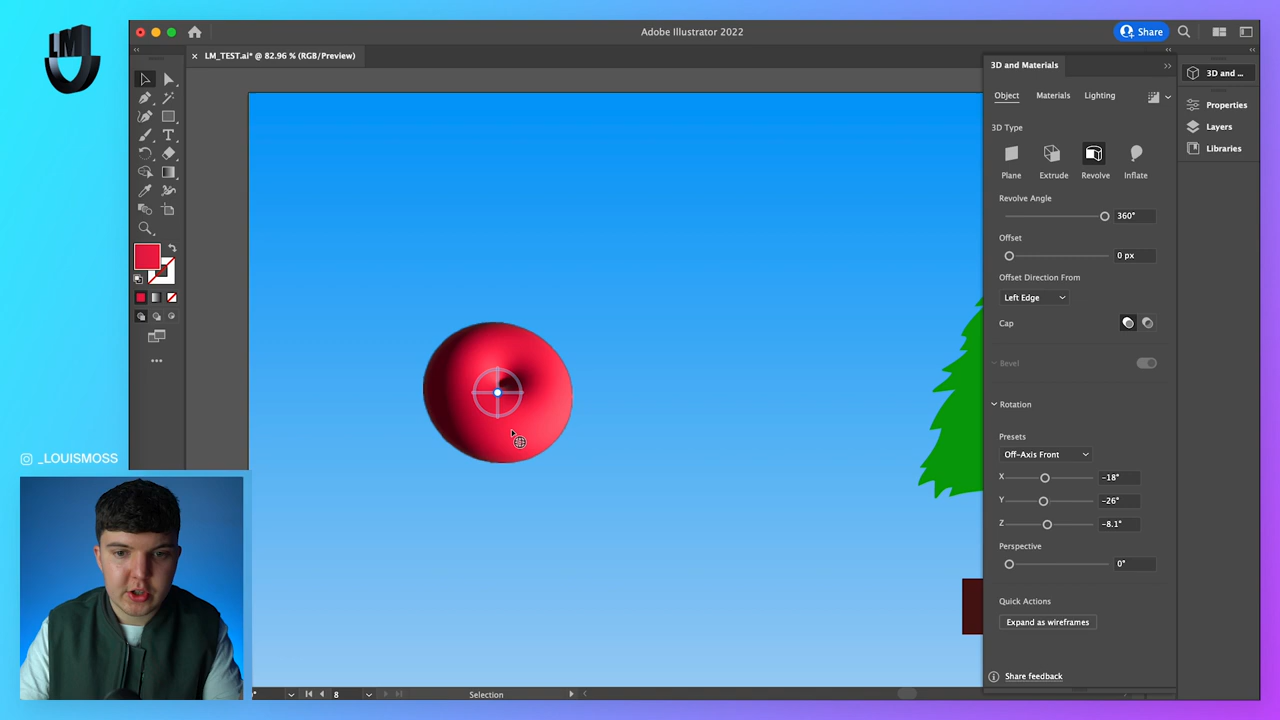 LM
Adobe Illustrator 2022
Share
LM_TEST.ai* @ 82.96 % (RGB/Preview)
3D and Materials
3D and ...
Object
Materials
Lighting
Properties
Layers
Libraries
3D Type
Plane
Extrude
Revolve
Inflate
Revolve Angle
360°
Offset
0 px
Offset Direction From
Left Edge
Cap
Bevel
Rotation
Presets
Off-Axis Front
X
-18°
Y
-26°
Z
-8.1°
Perspective
0°
Quick Actions
Expand as wireframes
Share feedback
_LOUISMOSS
8
Selection